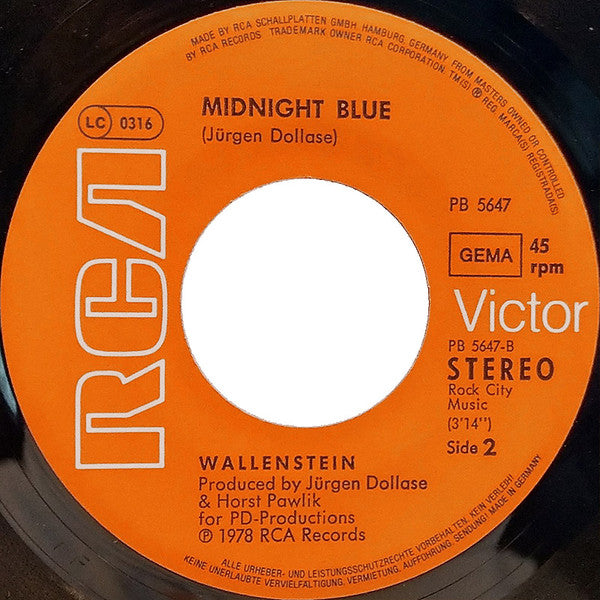 MADE BY RCA SCHALLPLATTEN GMBH HAMBURG, GERMANY, FROM MASTERS OWNED OR CONTROLLED
BY RCA RECORDS TRADEMARK OWNER RCA CORPORATION. TM(S) ® REG. MARCA(S) REGISTRADA(S)
LC 0316
MIDNIGHT BLUE
(Jürgen Dollase)
RCA
PB 5647
GEMA
45
rpm
Victor
PB 5647-B
STEREO
Rock City
Music
(3'14'')
Side 2
WALLENSTEIN
Produced by Jürgen Dollase
& Horst Pawlik
for PD-Productions
℗ 1978 RCA Records
ALLE URHEBER- UND LEISTUNGSSCHUTZRECHTE VORBEHALTEN. KEIN VERLEIH!
KEINE UNERLAUBTE VERVIELFÄLTIGUNG, VERMIETUNG, AUFFÜHRUNG, SENDUNG! MADE IN GERMANY